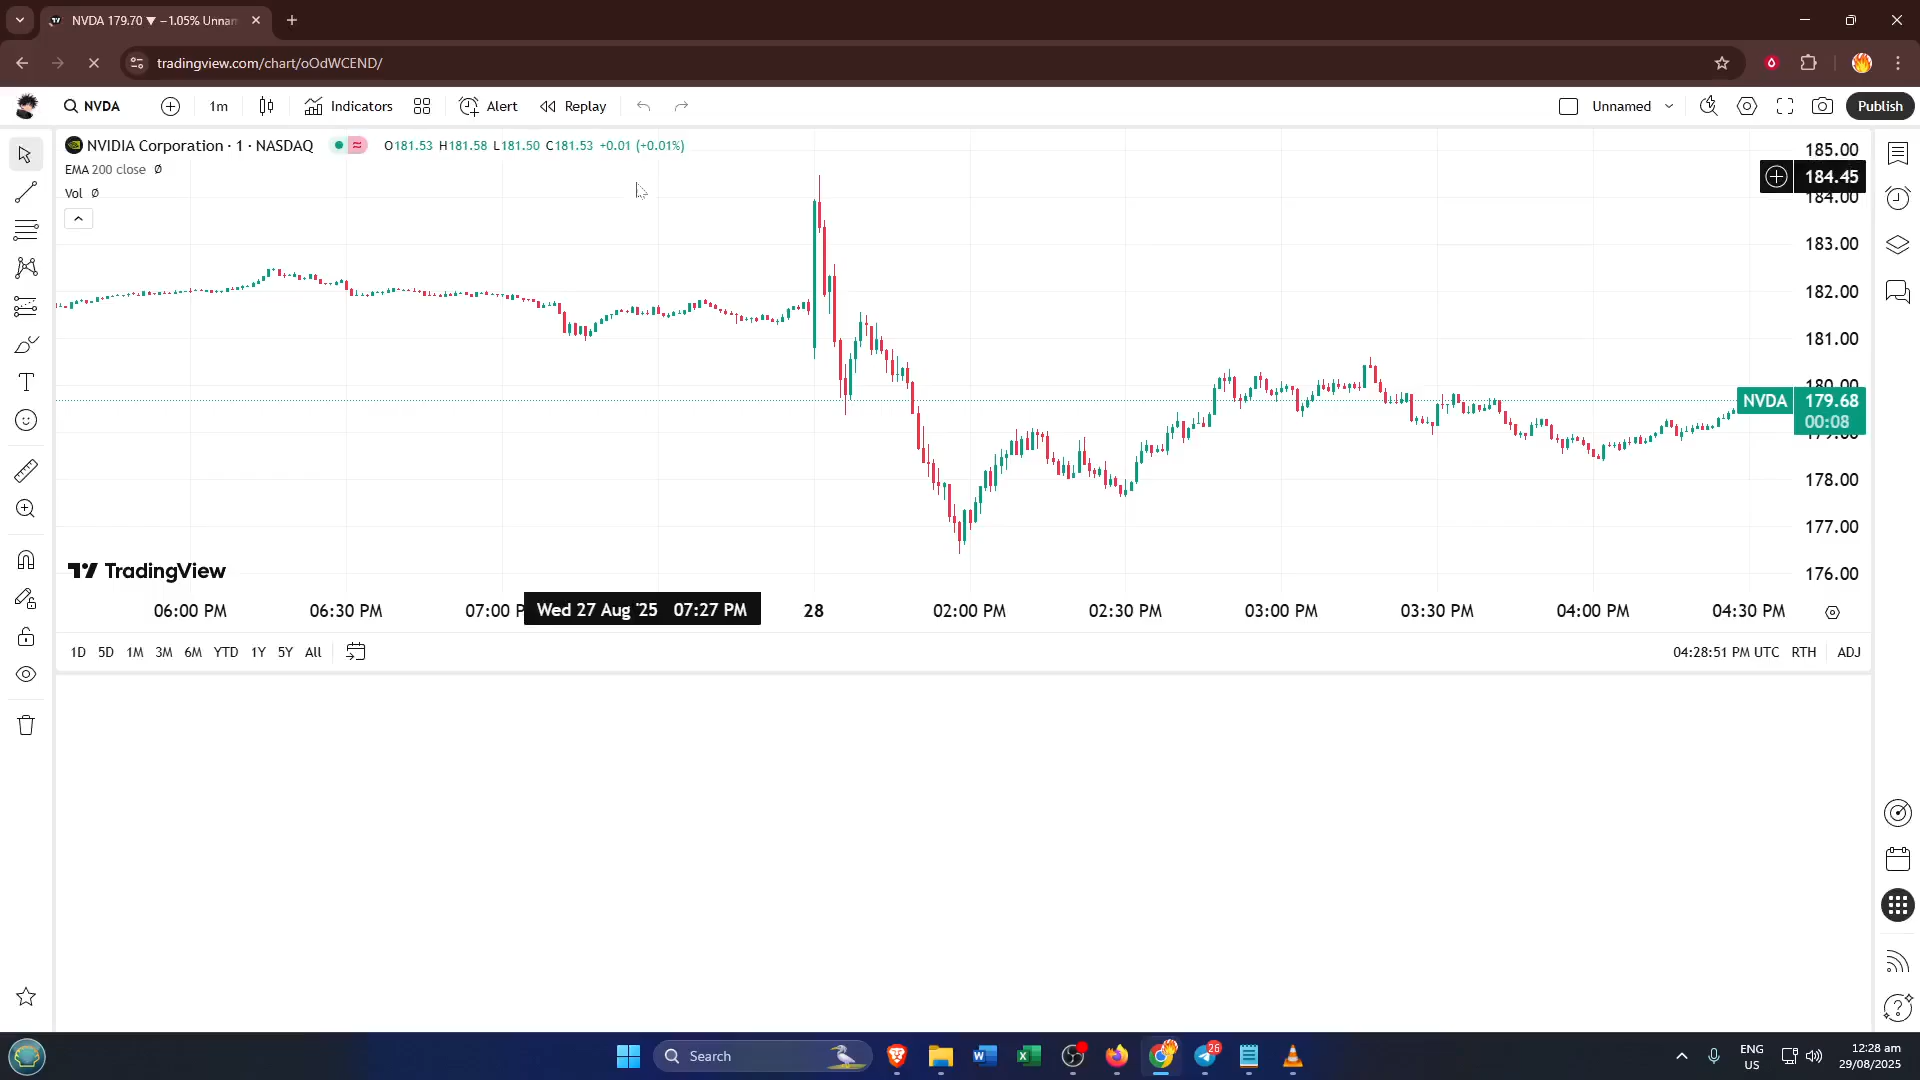 NVDA 179.70 ▼ −1.05% Unnam
tradingview.com/chart/oOdWCEND/
NVDA
1m
Indicators
Alert
Replay
Unnamed
Publish
NVIDIA Corporation · 1 · NASDAQ
O181.53 H181.58 L181.50 C181.53 +0.01 (+0.01%)
EMA 200 close Ø
Vol Ø
185.00
184.45
184.00
183.00
182.00
181.00
180.00
NVDA 179.68
00:08
179.00
178.00
177.00
176.00
TradingView
06:00 PM 06:30 PM 07:00 P Wed 27 Aug '25 07:27 PM 28 02:00 PM 02:30 PM 03:00 PM 03:30 PM 04:00 PM 04:30 PM
1D 5D 1M 3M 6M YTD 1Y 5Y All
04:28:51 PM UTC RTH ADJ
Search
26
ENG
US
12:28 am
29/08/2025